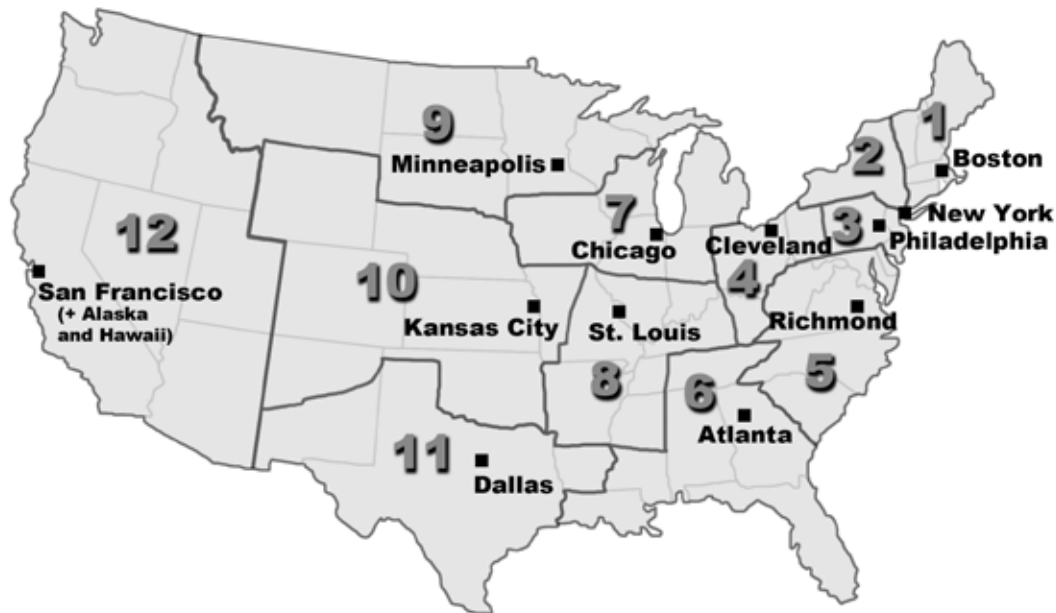 1
9
2
Minneapolis
Boston
7
3
New York
12
Chicago
Cleveland
Philadelphia
4
10
San Francisco
(+ Alaska
and Hawaii)
Kansas City
St. Louis
Richmond
8
6
5
Atlanta
11
Dallas